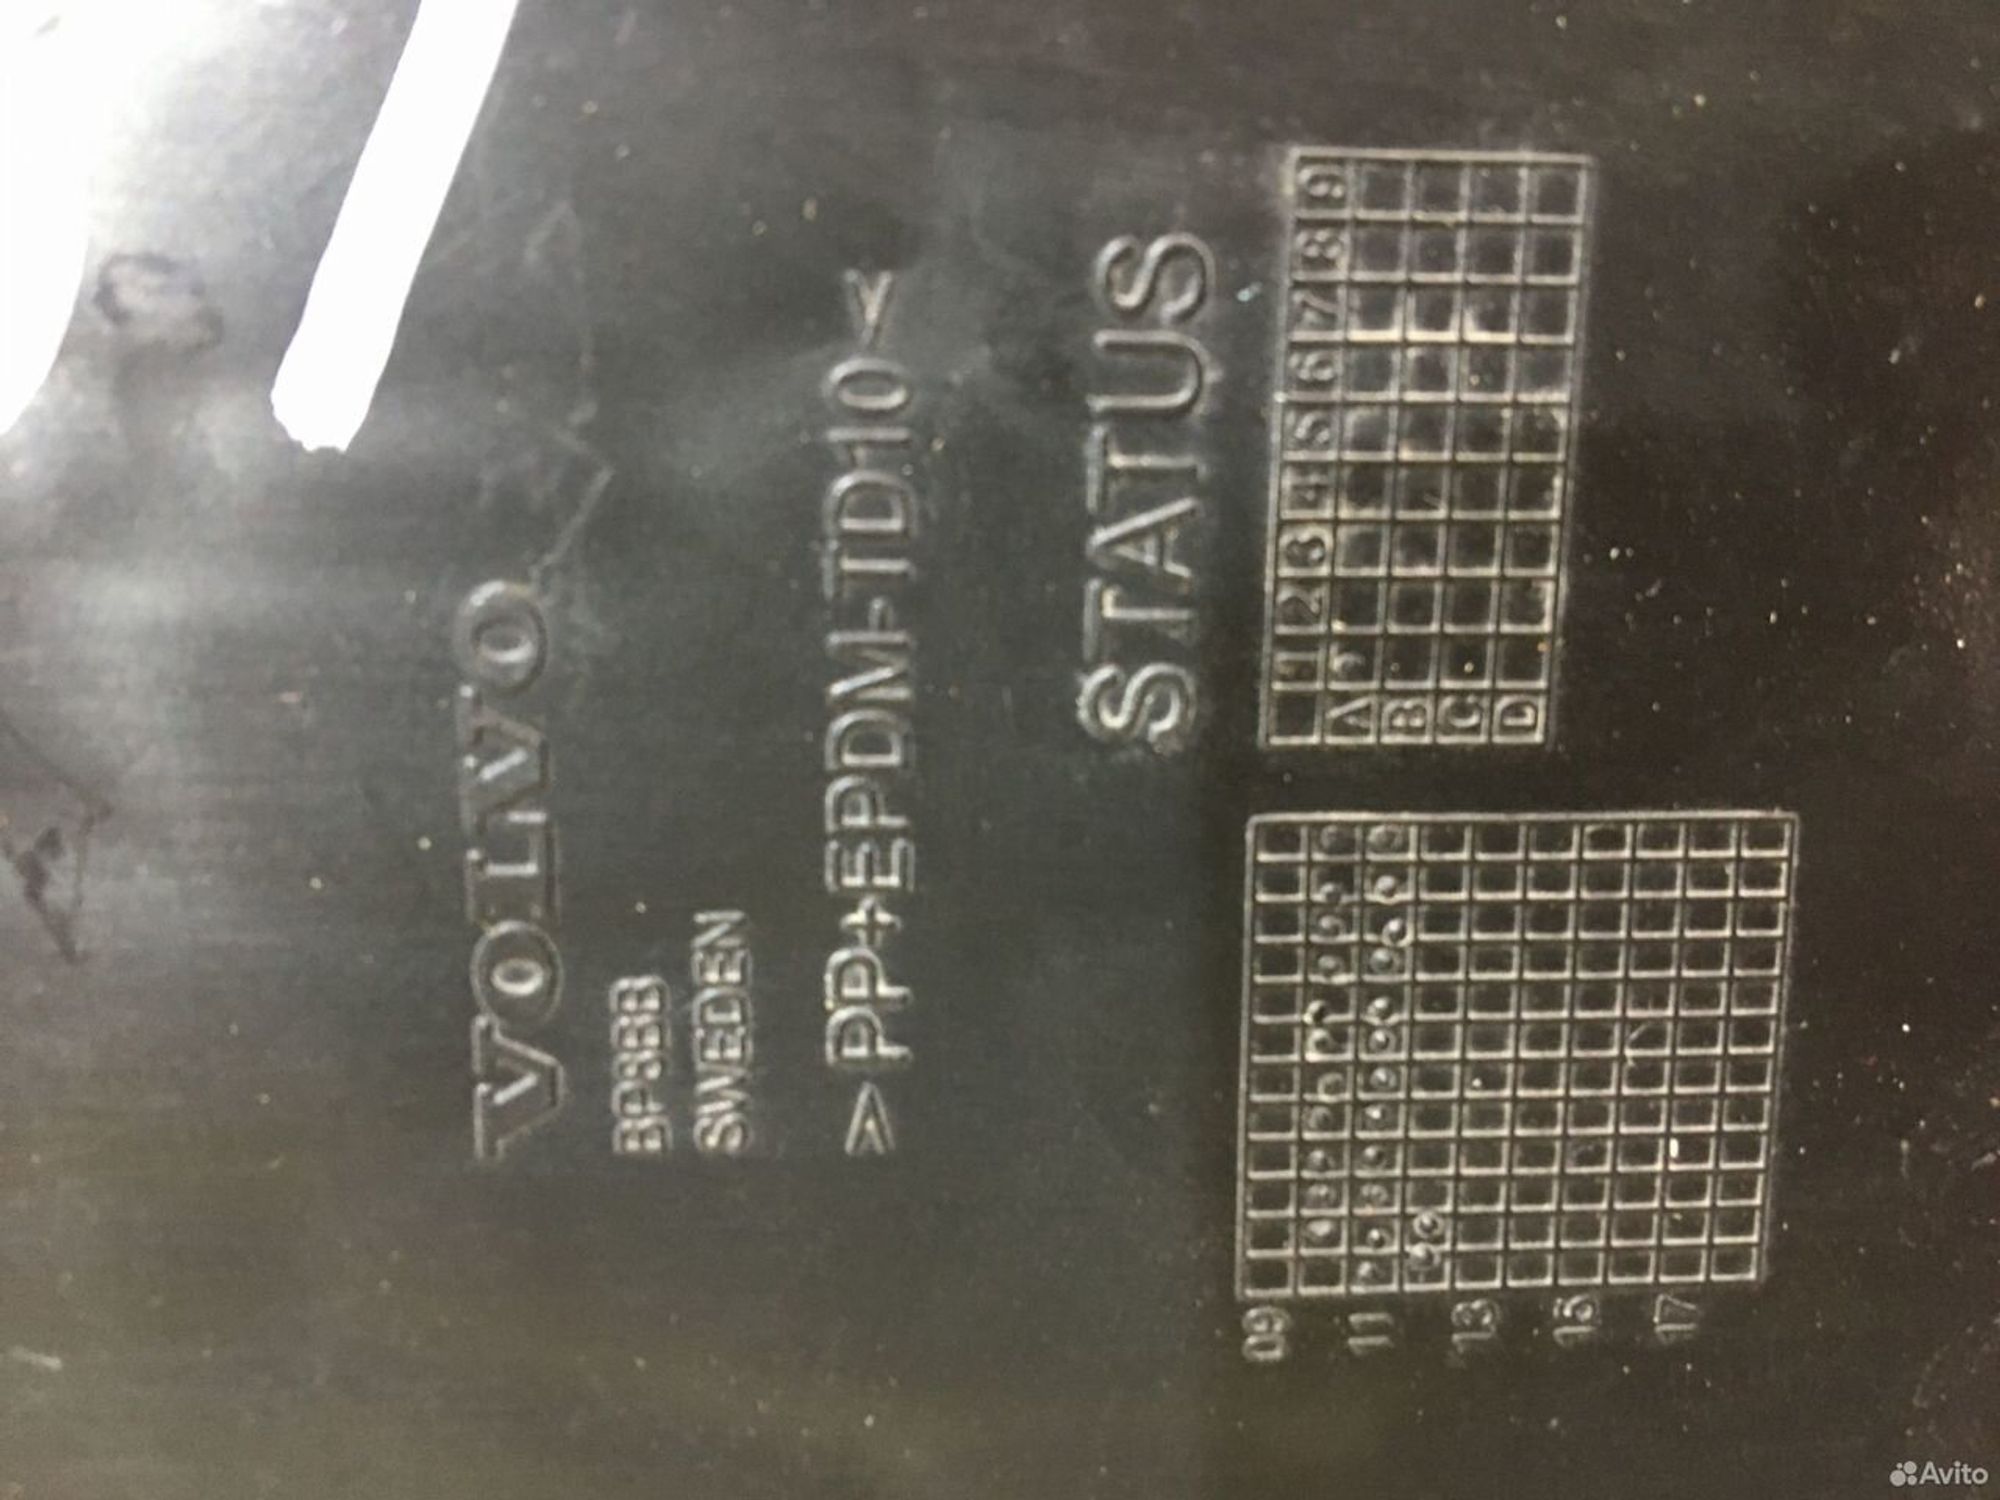 VOLVO
BPSBB
SWEDEN
>PP+EPDM-TD10<
STATUS
1 2 3 4 5 6 7 8 9
A
B
C
D
09
11
13
15
17
Avito